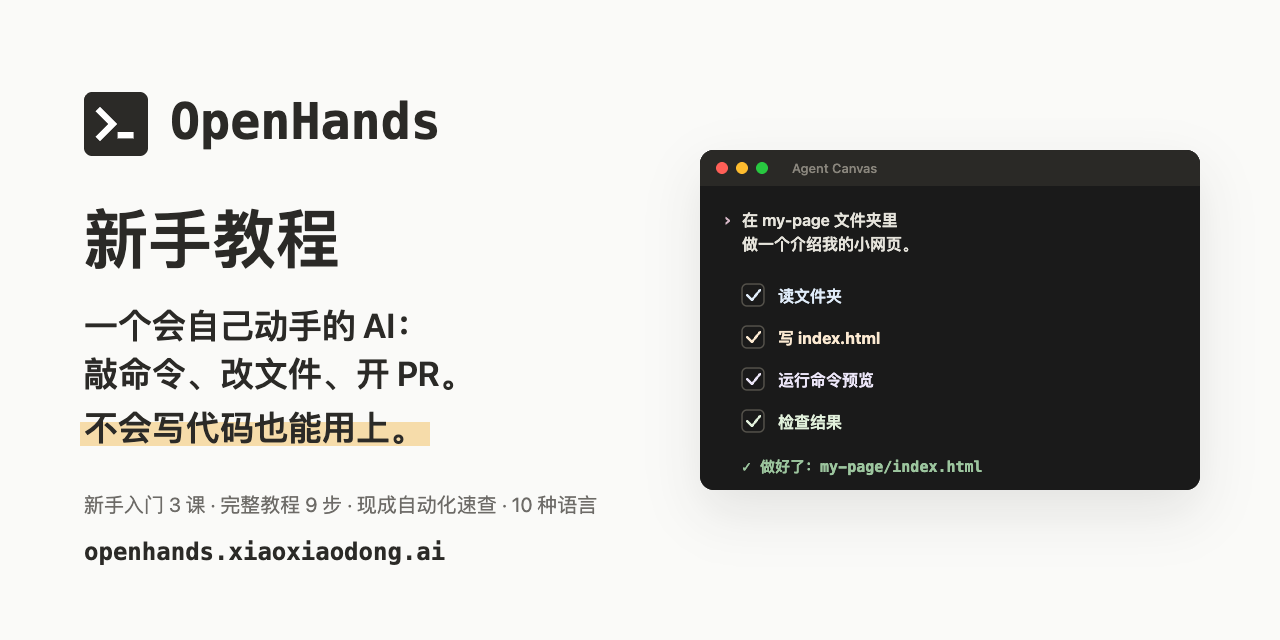 OpenHands
新手教程
一个会自己动手的 AI：
敲命令、改文件、开 PR。
不会写代码也能用上。
新手入门 3 课 · 完整教程 9 步 · 现成自动化速查 · 10 种语言
openhands.xiaoxiaodong.ai
Agent Canvas
› 在 my-page 文件夹里
做一个介绍我的小网页。
读文件夹
写 index.html
运行命令预览
检查结果
✓ 做好了：my-page/index.html